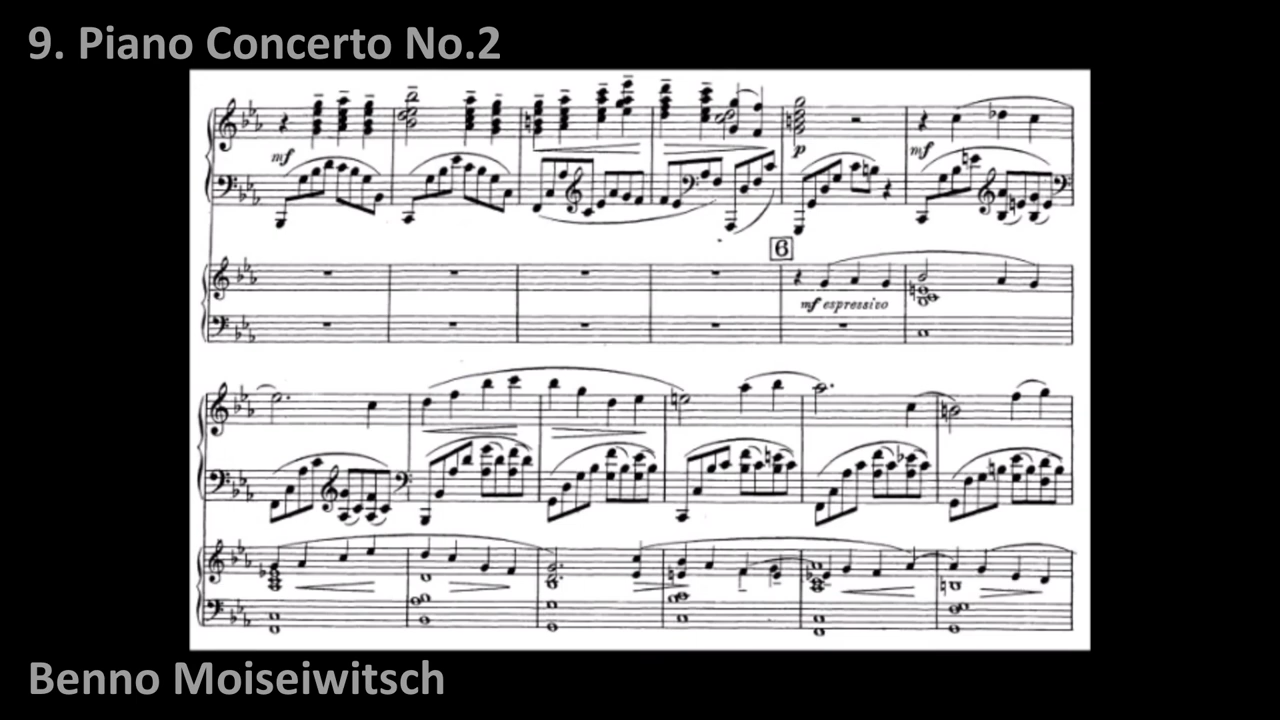 9. Piano Concerto No.2
mf
p
mf
6
mf espressivo
Benno Moiseiwitsch